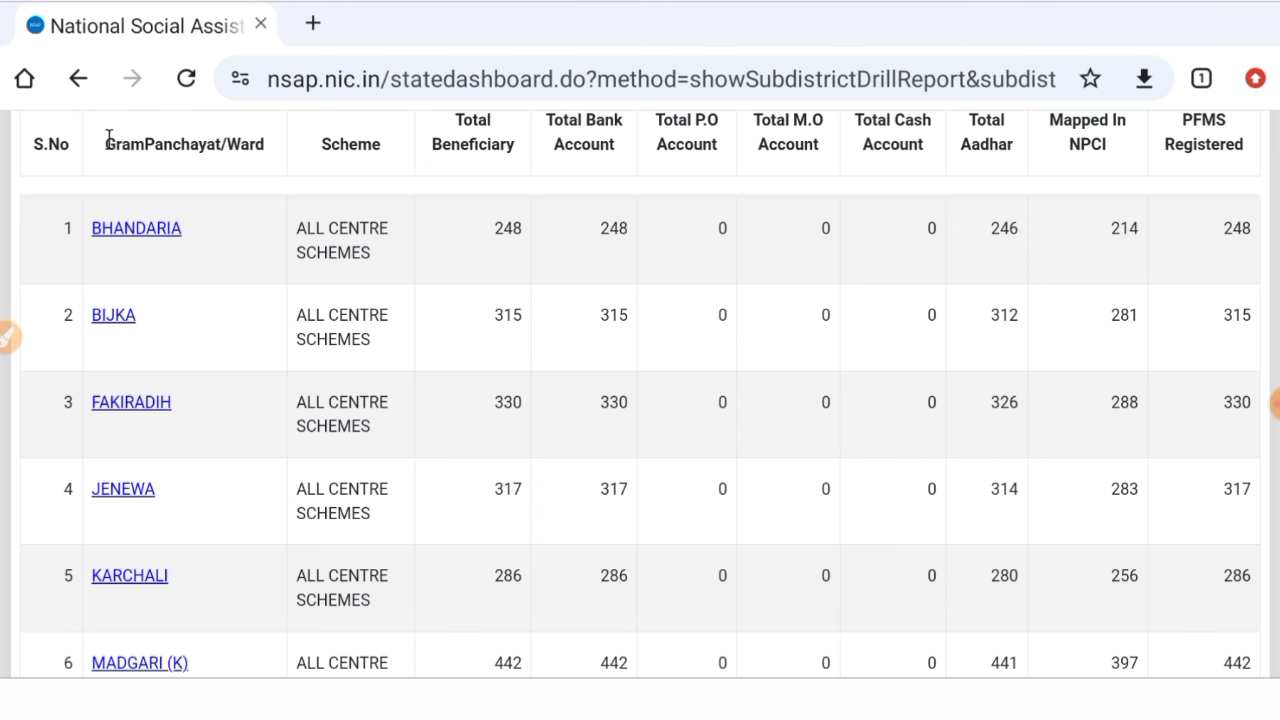 National Social Assist
nsap.nic.in/statedashboard.do?method=showSubdistrictDrillReport&subdist
1
S.No GramPanchayat/Ward Scheme Total Beneficiary Total Bank Account Total P.O Account Total M.O Account Total Cash Account Total Aadhar Mapped In NPCI PFMS Registered
1 BHANDARIA ALL CENTRE SCHEMES 248 248 0 0 0 246 214 248
2 BIJKA ALL CENTRE SCHEMES 315 315 0 0 0 312 281 315
3 FAKIRADIH ALL CENTRE SCHEMES 330 330 0 0 0 326 288 330
4 JENEWA ALL CENTRE SCHEMES 317 317 0 0 0 314 283 317
5 KARCHALI ALL CENTRE SCHEMES 286 286 0 0 0 280 256 286
6 MADGARI (K) ALL CENTRE 442 442 0 0 0 441 397 442